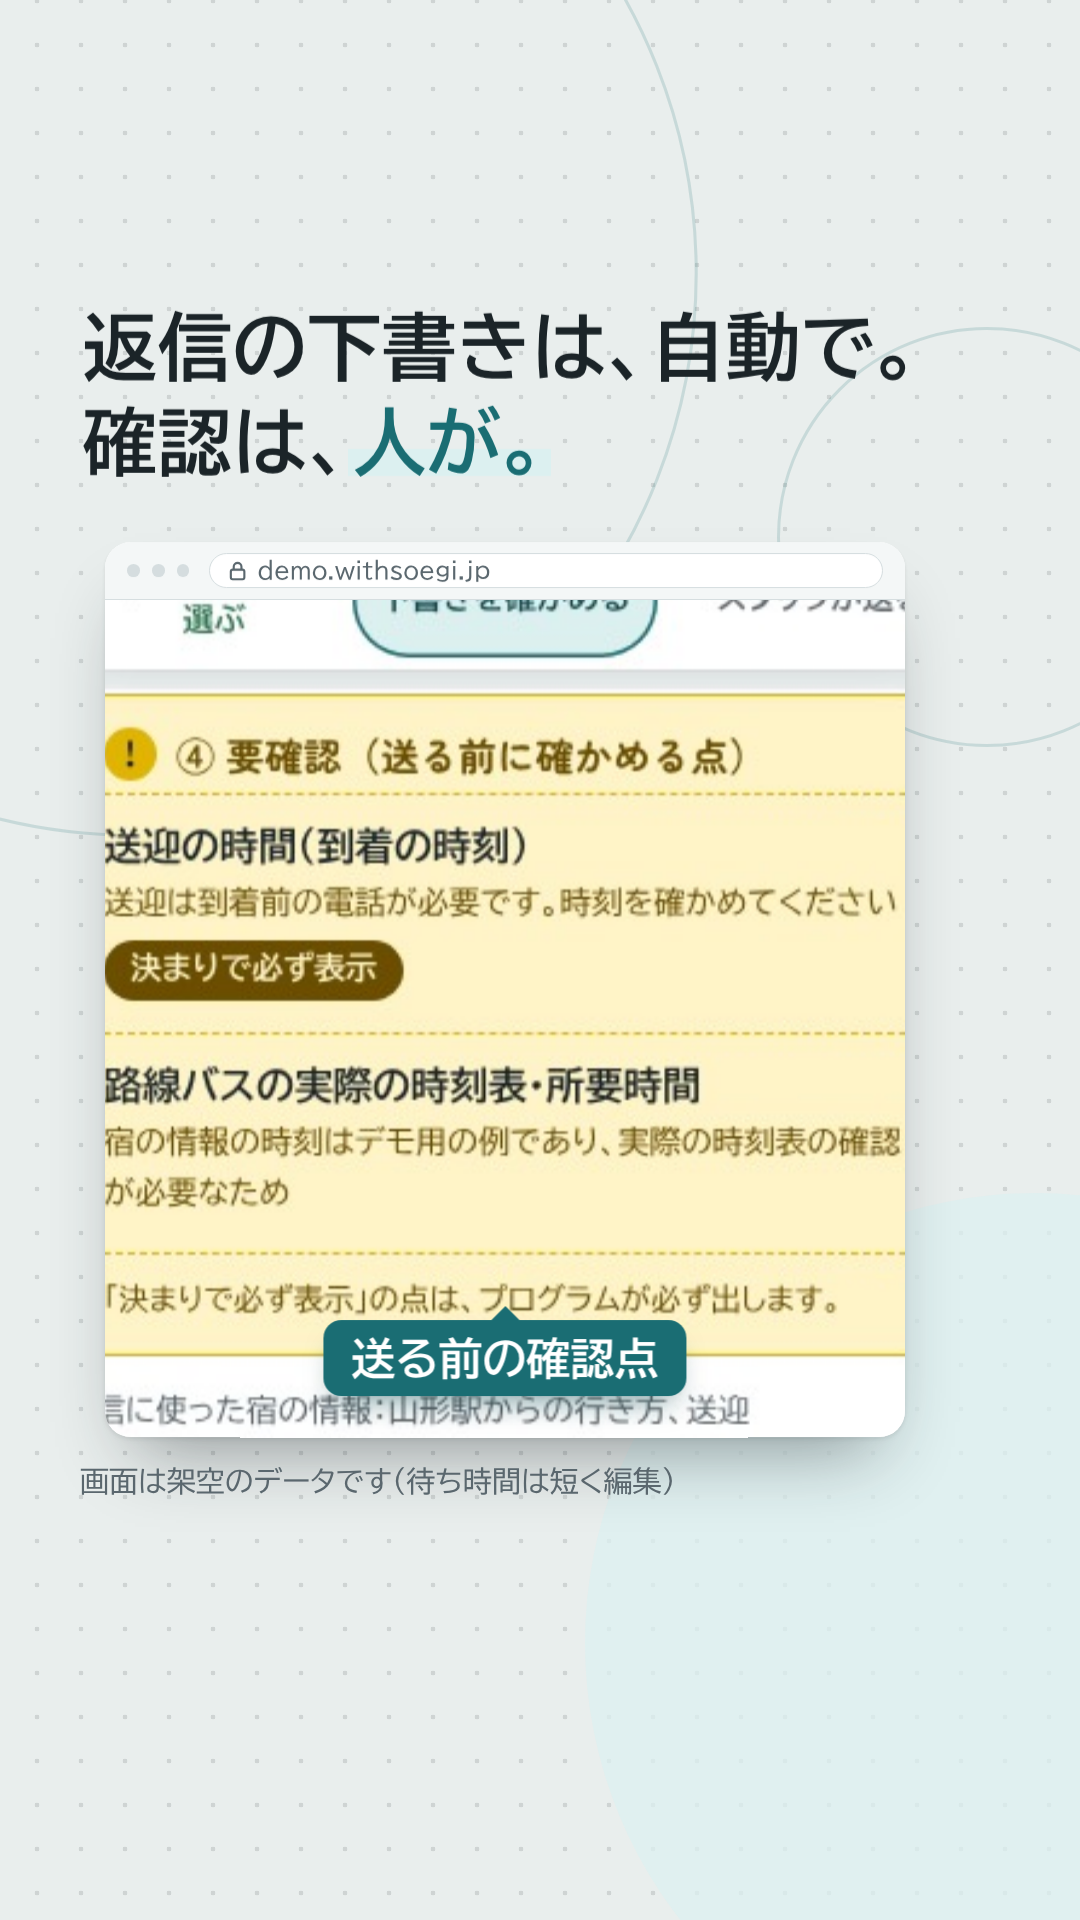 返信の下書きは、自動で。
確認は、人が。
demo.withsoegi.jp
選ぶ
下書きを確かめる
! ④ 要確認（送る前に確かめる点）
送迎の時間（到着の時刻）
送迎は到着前の電話が必要です。時刻を確かめてください
決まりで必ず表示
路線バスの実際の時刻表・所要時間
宿の情報の時刻はデモ用の例であり、実際の時刻表の確認
が必要なため
「決まりで必ず表示」の点は、プログラムが必ず出します。
送る前の確認点
に使った宿の情報：山形駅からの行き方、送迎
画面は架空のデータです（待ち時間は短く編集）